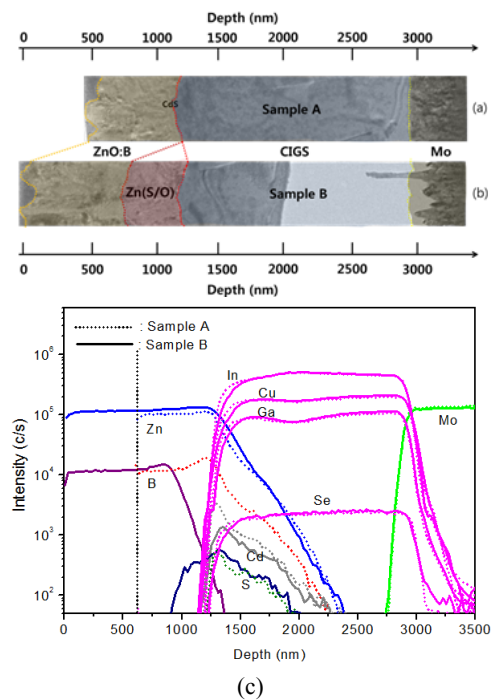 Depth (nm)
0 500 1000 1500 2000 2500 3000
CdS
Sample A
(a)
ZnO:B CIGS Mo
Zn(S/O)
Sample B
(b)
0 500 1000 1500 2000 2500 3000
Depth (nm)
: Sample A
: Sample B
10^6
In
Cu
10^5
Zn
Ga
Mo
Intensity (c/s)
B
10^4
Se
10^3
Cd
S
10^2
0 500 1000 1500 2000 2500 3000 3500
Depth (nm)
(c)